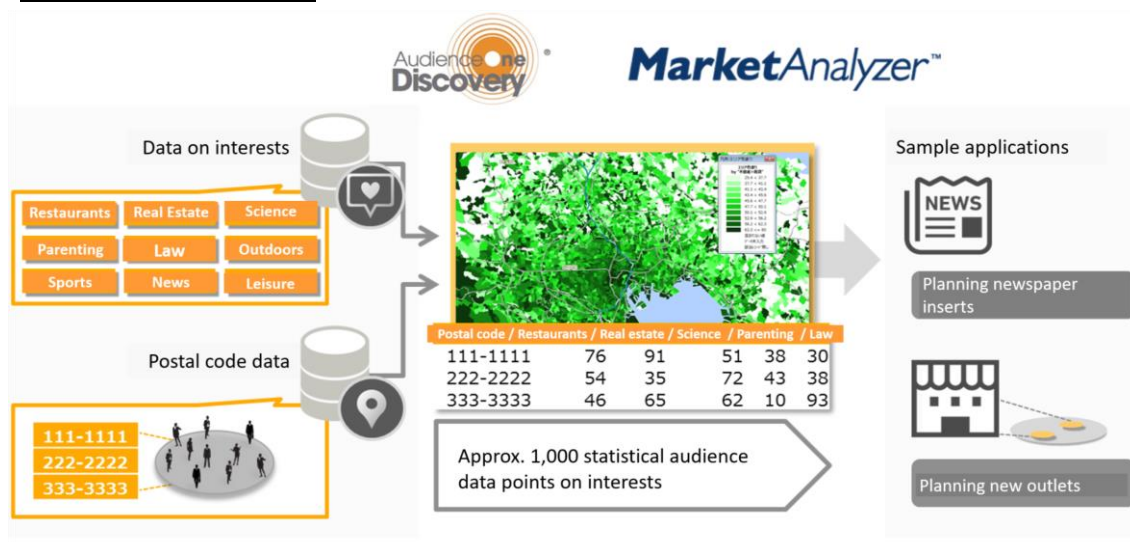 AudienceOne®
Discovery
MarketAnalyzer™
Data on interests
Restaurants Real Estate Science
Parenting Law Outdoors
Sports News Leisure
Postal code data
111-1111
222-2222
333-3333
Postal code / Restaurants / Real estate / Science / Parenting / Law
111-1111 76 91 51 38 30
222-2222 54 35 72 43 38
333-3333 46 65 62 10 93
Approx. 1,000 statistical audience
data points on interests
Sample applications
NEWS
Planning newspaper
inserts
Planning new outlets